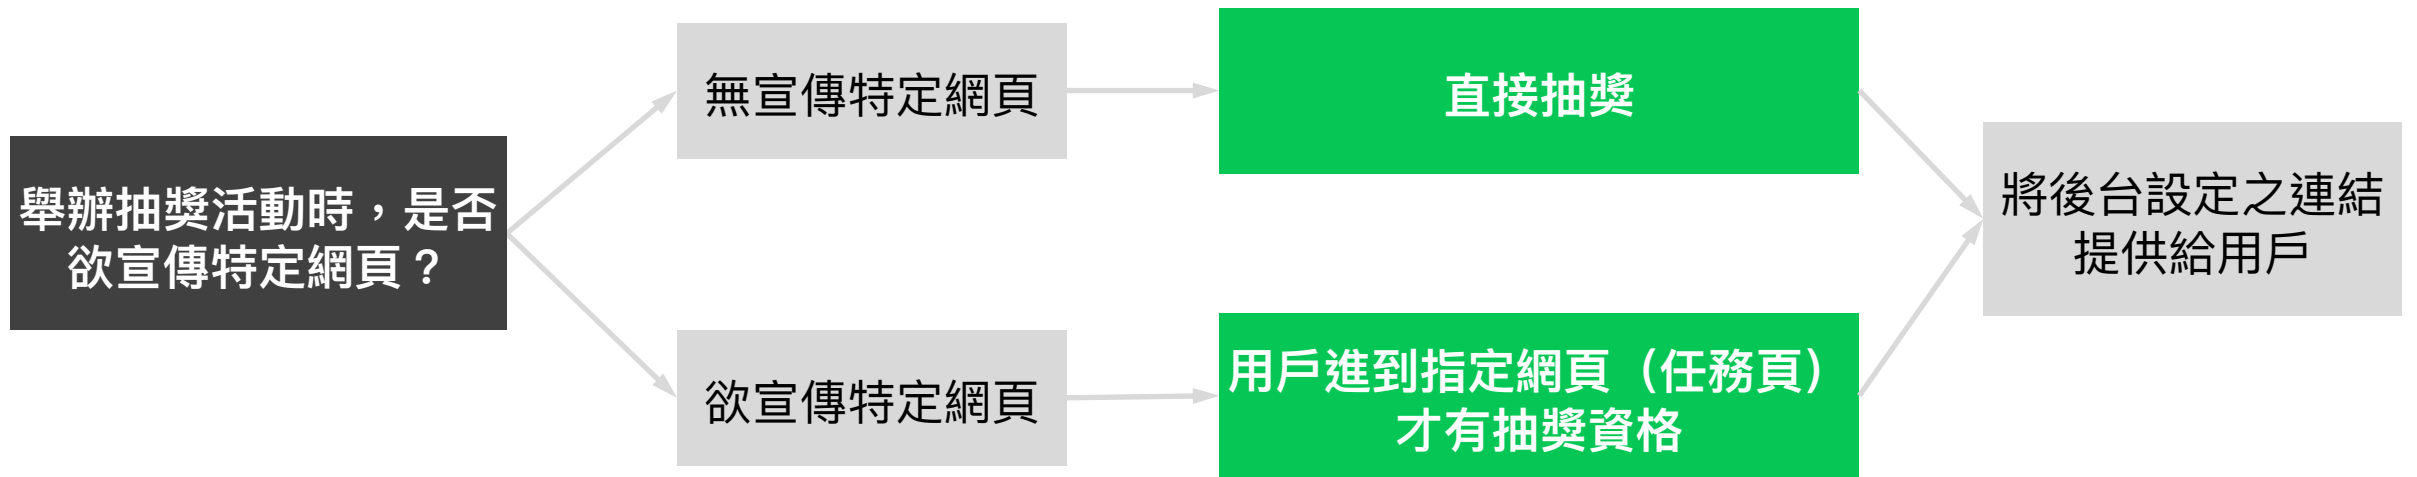 舉辦抽獎活動時，是否
欲宣傳特定網頁？
無宣傳特定網頁
直接抽獎
欲宣傳特定網頁
用戶進到指定網頁（任務頁）
才有抽獎資格
將後台設定之連結
提供給用戶